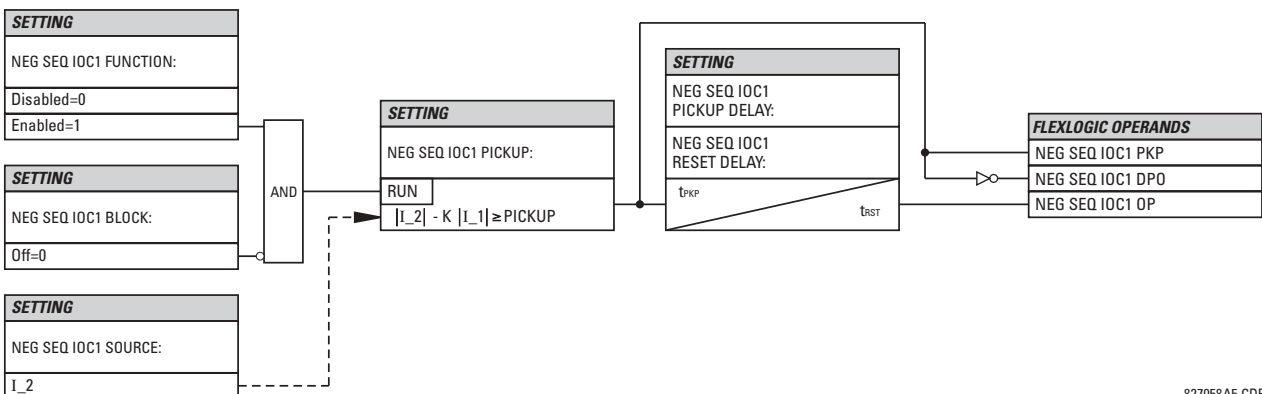 SETTING
NEG SEQ IOC1 FUNCTION:
Disabled=0
Enabled=1
SETTING
NEG SEQ IOC1 BLOCK:
Off=0
SETTING
NEG SEQ IOC1 SOURCE:
I_2
AND
SETTING
NEG SEQ IOC1 PICKUP:
RUN
|I_2| - K |I_1| ≥ PICKUP
SETTING
NEG SEQ IOC1
PICKUP DELAY:
NEG SEQ IOC1
RESET DELAY:
tPKP
tRST
FLEXLOGIC OPERANDS
NEG SEQ IOC1 PKP
NEG SEQ IOC1 DPO
NEG SEQ IOC1 OP